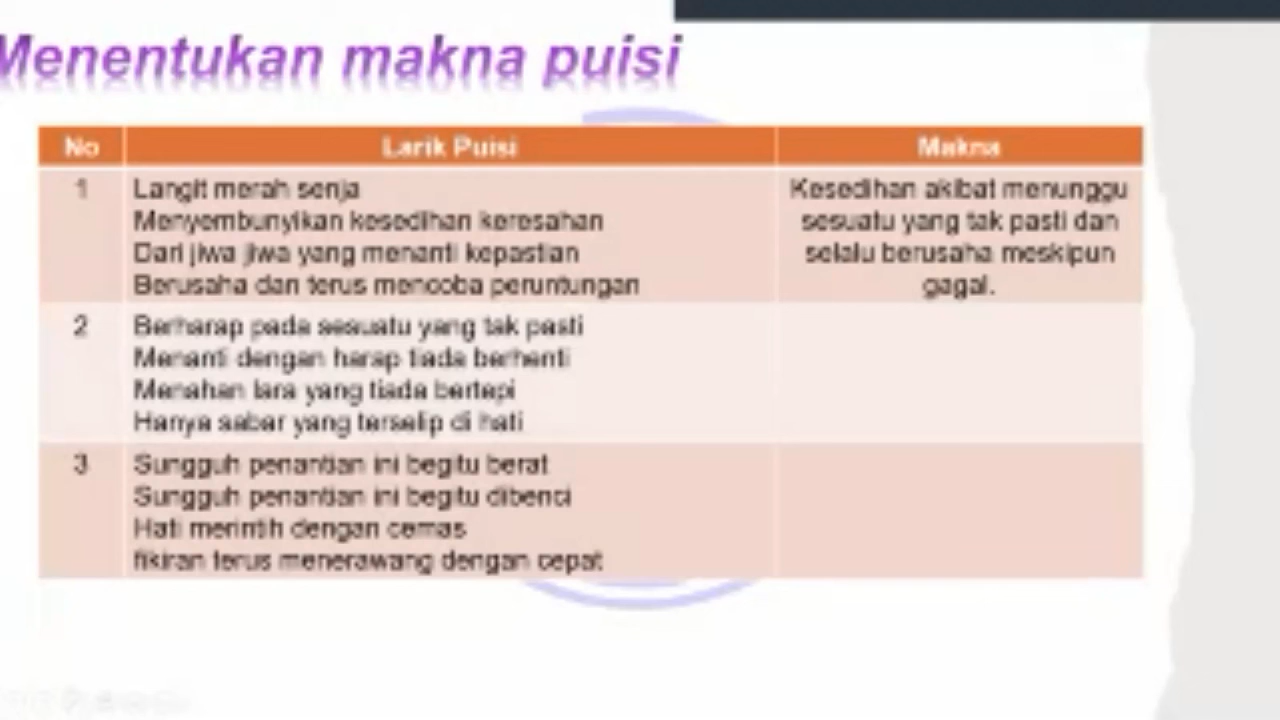 Menentukan makna puisi
No Larik Puisi Makna
1 Langit merah senja
Menyembunyikan kesedihan keresahan
Dari jiwa jiwa yang menanti kepastian
Berusaha dan terus mencoba peruntungan
Kesedihan akibat menunggu
sesuatu yang tak pasti dan
selalu berusaha meskipun
gagal.
2 Berharap pada sesuatu yang tak pasti
Menanti dengan harap tiada berhenti
Menahan lara yang tiada bertepi
Hanya sabar yang terselip di hati
3 Sungguh penantian ini begitu berat
Sungguh penantian ini begitu dibenci
Hati merintih dengan cemas
fikiran terus menerawang dengan cepat